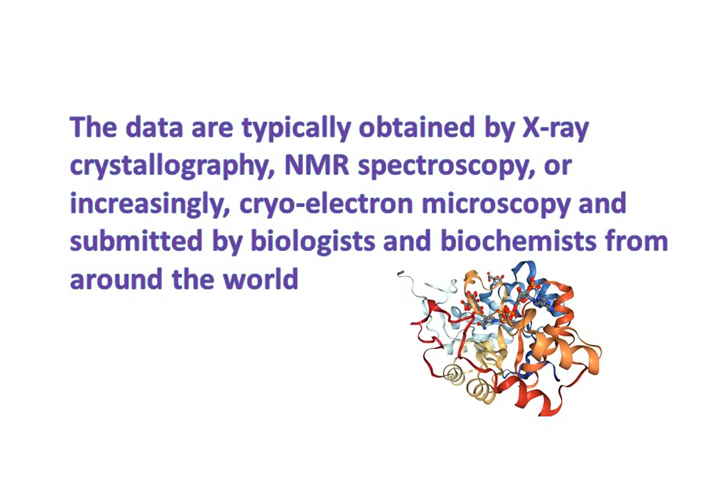 The data are typically obtained by X-ray
crystallography, NMR spectroscopy, or
increasingly, cryo-electron microscopy and
submitted by biologists and biochemists from
around the world